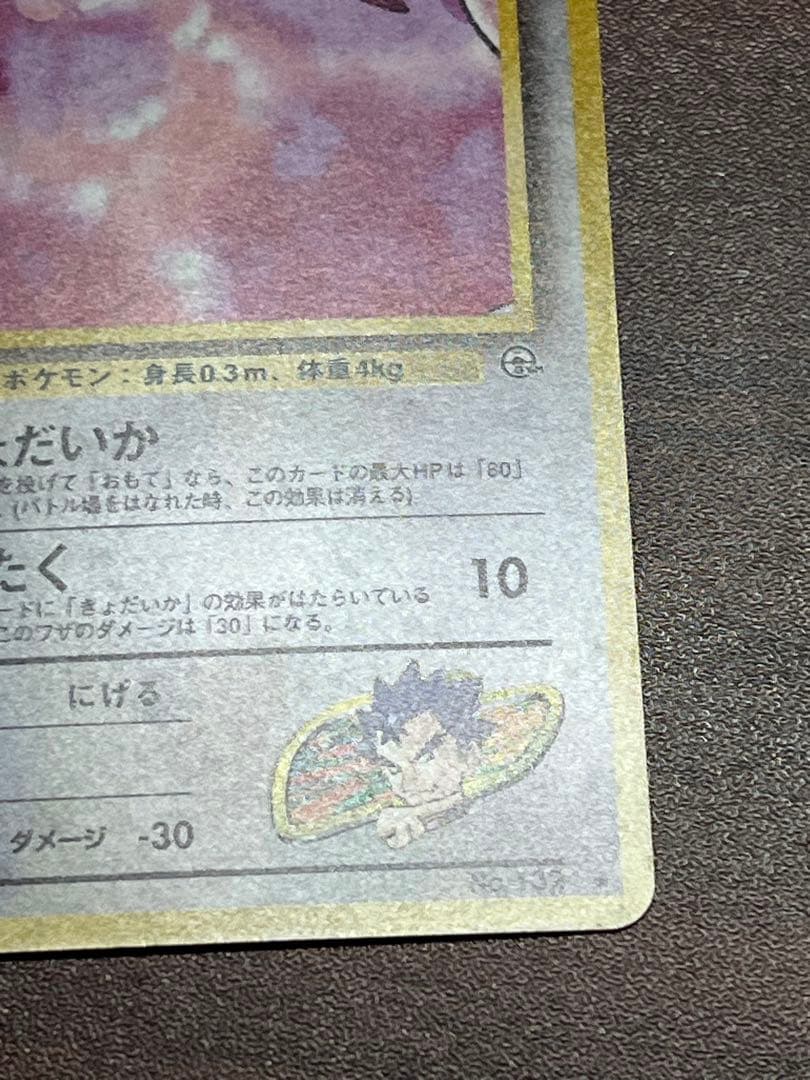 ポケモン：身長0.3m、体重4kg
だいか
を投げて「おもて」なら、このカードの最大HPは「60」
（バトル場をはなれた時、この効果は消える）
たく 10
ードに「きょだいか」の効果がはたらいている
このワザのダメージは「30」になる。
にげる
ダメージ -30